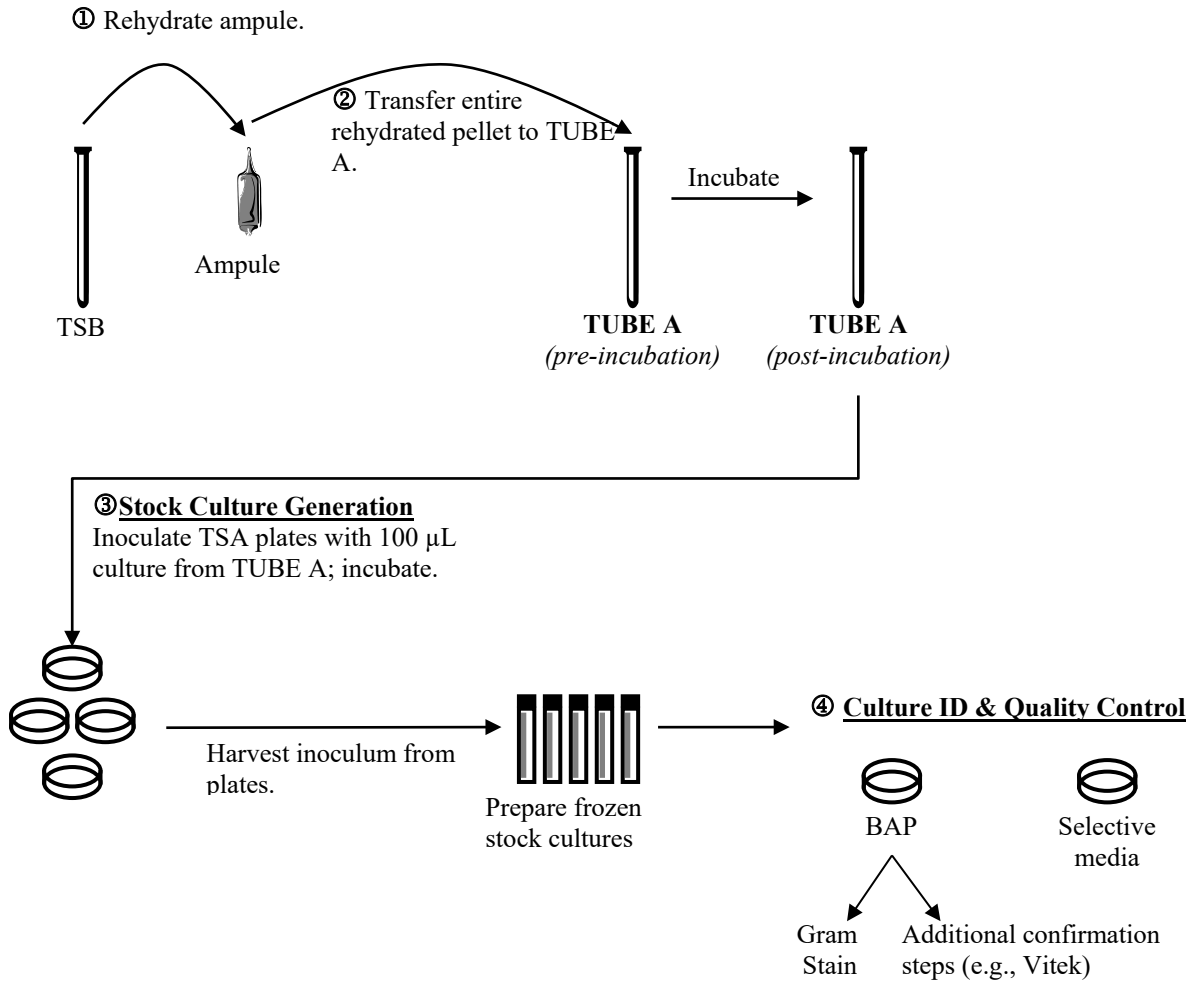 ① Rehydrate ampule.
② Transfer entire
rehydrated pellet to TUBE
A.
Incubate
Ampule
TSB
TUBE A
(pre-incubation)
TUBE A
(post-incubation)
③Stock Culture Generation
Inoculate TSA plates with 100 µL
culture from TUBE A; incubate.
Harvest inoculum from
plates.
Prepare frozen
stock cultures
④ Culture ID & Quality Control
BAP
Selective
media
Gram
Stain
Additional confirmation
steps (e.g., Vitek)